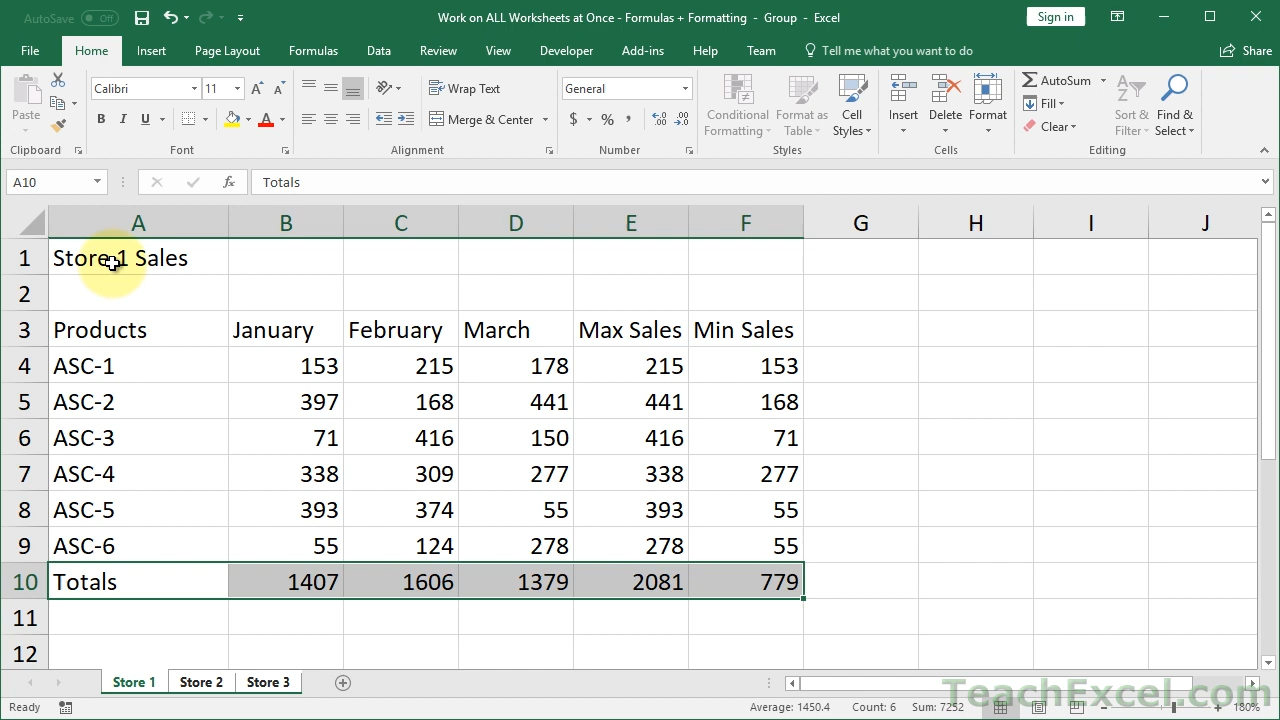 AutoSave Off Work on ALL Worksheets at Once - Formulas + Formatting - Group - Excel Sign in
File Home Insert Page Layout Formulas Data Review View Developer Add-ins Help Team Tell me what you want to do Share
Paste Calibri 11 A A Wrap Text General Conditional Formatting Format as Table Cell Styles Insert Delete Format AutoSum Sort & Filter Find & Select
B I U A Merge & Center $ % , Fill
Clear
Clipboard Font Alignment Number Styles Cells Editing
A10 fx Totals
A B C D E F G H I J
1 Store 1 Sales
2
3 Products January February March Max Sales Min Sales
4 ASC-1 153 215 178 215 153
5 ASC-2 397 168 441 441 168
6 ASC-3 71 416 150 416 71
7 ASC-4 338 309 277 338 277
8 ASC-5 393 374 55 393 55
9 ASC-6 55 124 278 278 55
10 Totals 1407 1606 1379 2081 779
11
12
Store 1 Store 2 Store 3
Ready Average: 1450.4 Count: 6 Sum: 7252 180%
TeachExcel.com